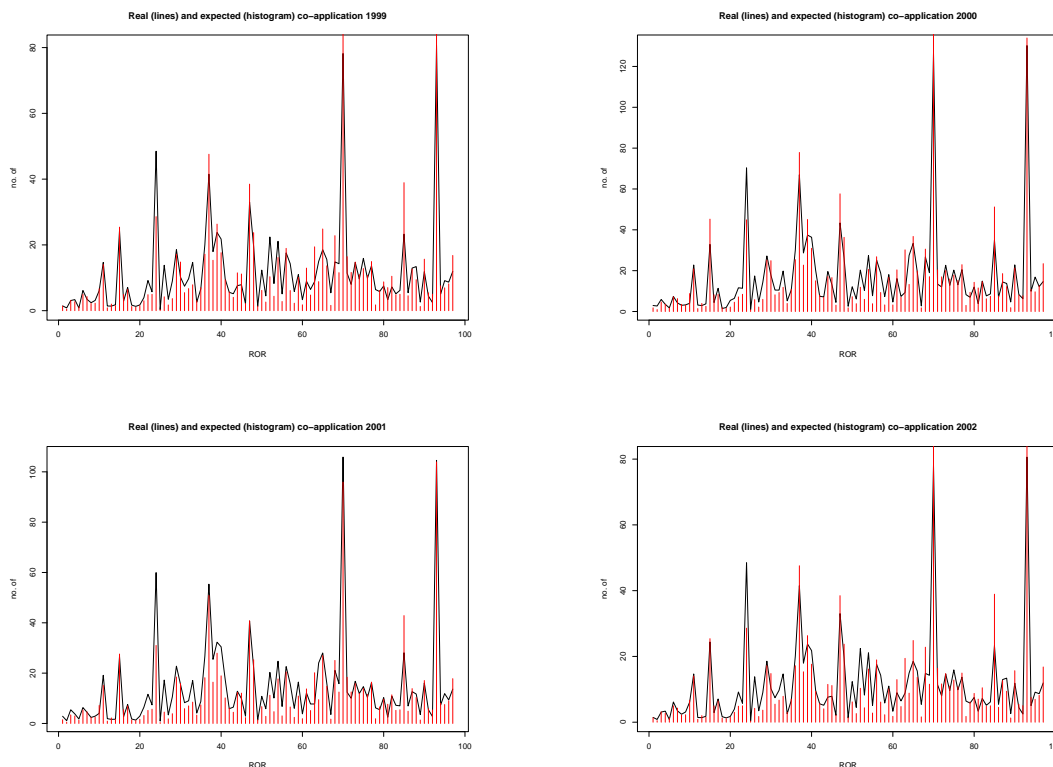 Real (lines) and expected (histogram) co−application 1999
80
60
40
20
0
no. of
0 20 40 60 80 100
ROR
Real (lines) and expected (histogram) co−application 2000
120
100
80
60
40
20
0
no. of
0 20 40 60 80
ROR
Real (lines) and expected (histogram) co−application 2001
100
80
60
40
20
0
no. of
0 20 40 60 80 100
ROR
Real (lines) and expected (histogram) co−application 2002
80
60
40
20
0
no. of
0 20 40 60 80
ROR